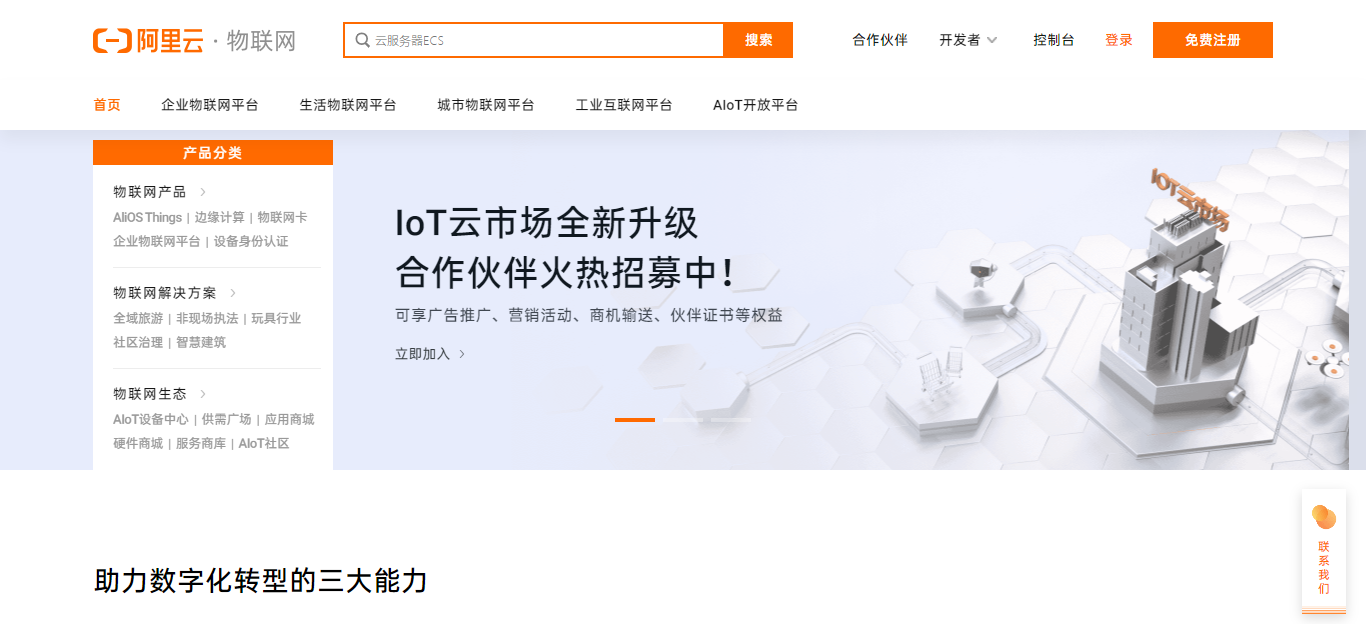 阿里云 · 物联网
云服务器ECS
搜索
合作伙伴
开发者
控制台
登录
免费注册
首页
企业物联网平台
生活物联网平台
城市物联网平台
工业互联网平台
AIoT开放平台
产品分类
物联网产品
AliOS Things | 边缘计算 | 物联网卡
企业物联网平台 | 设备身份认证
物联网解决方案
全域旅游 | 非现场执法 | 玩具行业
社区治理 | 智慧建筑
物联网生态
AIoT设备中心 | 供需广场 | 应用商城
硬件商城 | 服务商库 | AIoT社区
IoT云市场全新升级
合作伙伴火热招募中！
可享广告推广、营销活动、商机输送、伙伴证书等权益
立即加入
IOT云市场
联系我们
助力数字化转型的三大能力